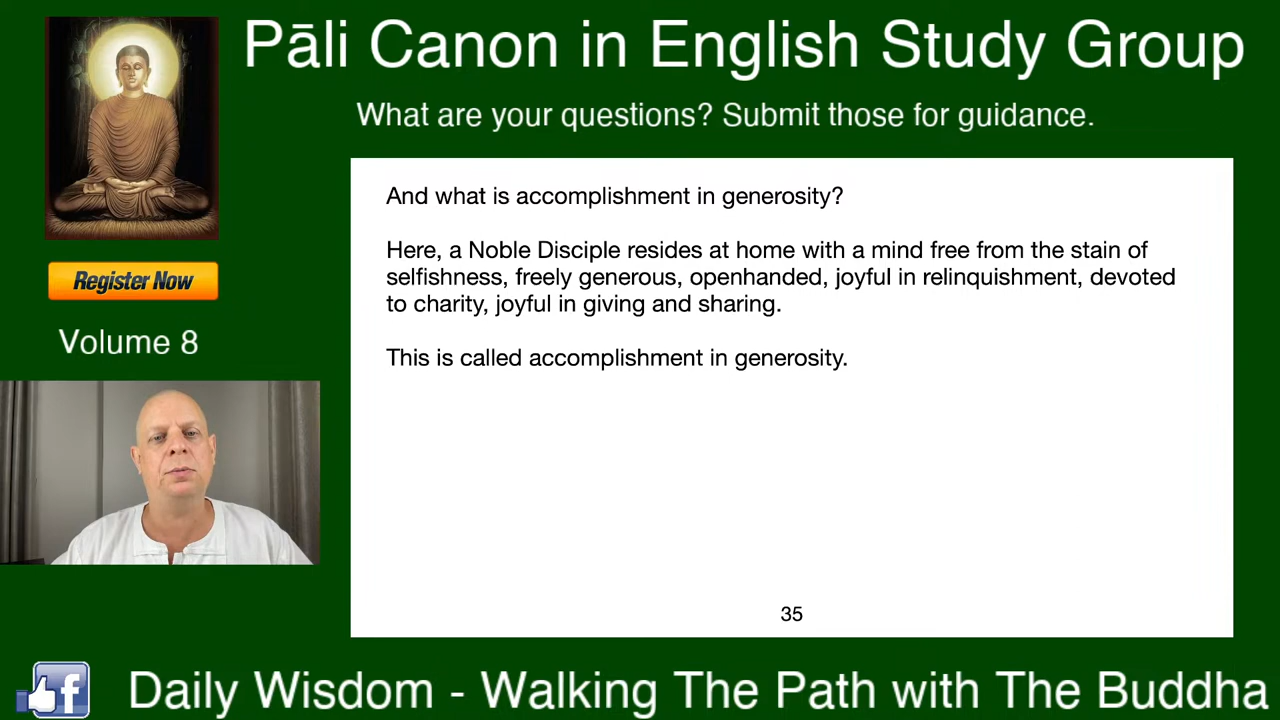 Pāli Canon in English Study Group
What are your questions? Submit those for guidance.
And what is accomplishment in generosity?
Here, a Noble Disciple resides at home with a mind free from the stain of
selfishness, freely generous, openhanded, joyful in relinquishment, devoted
to charity, joyful in giving and sharing.
This is called accomplishment in generosity.
35
Register Now
Volume 8
f
Daily Wisdom - Walking The Path with The Buddha